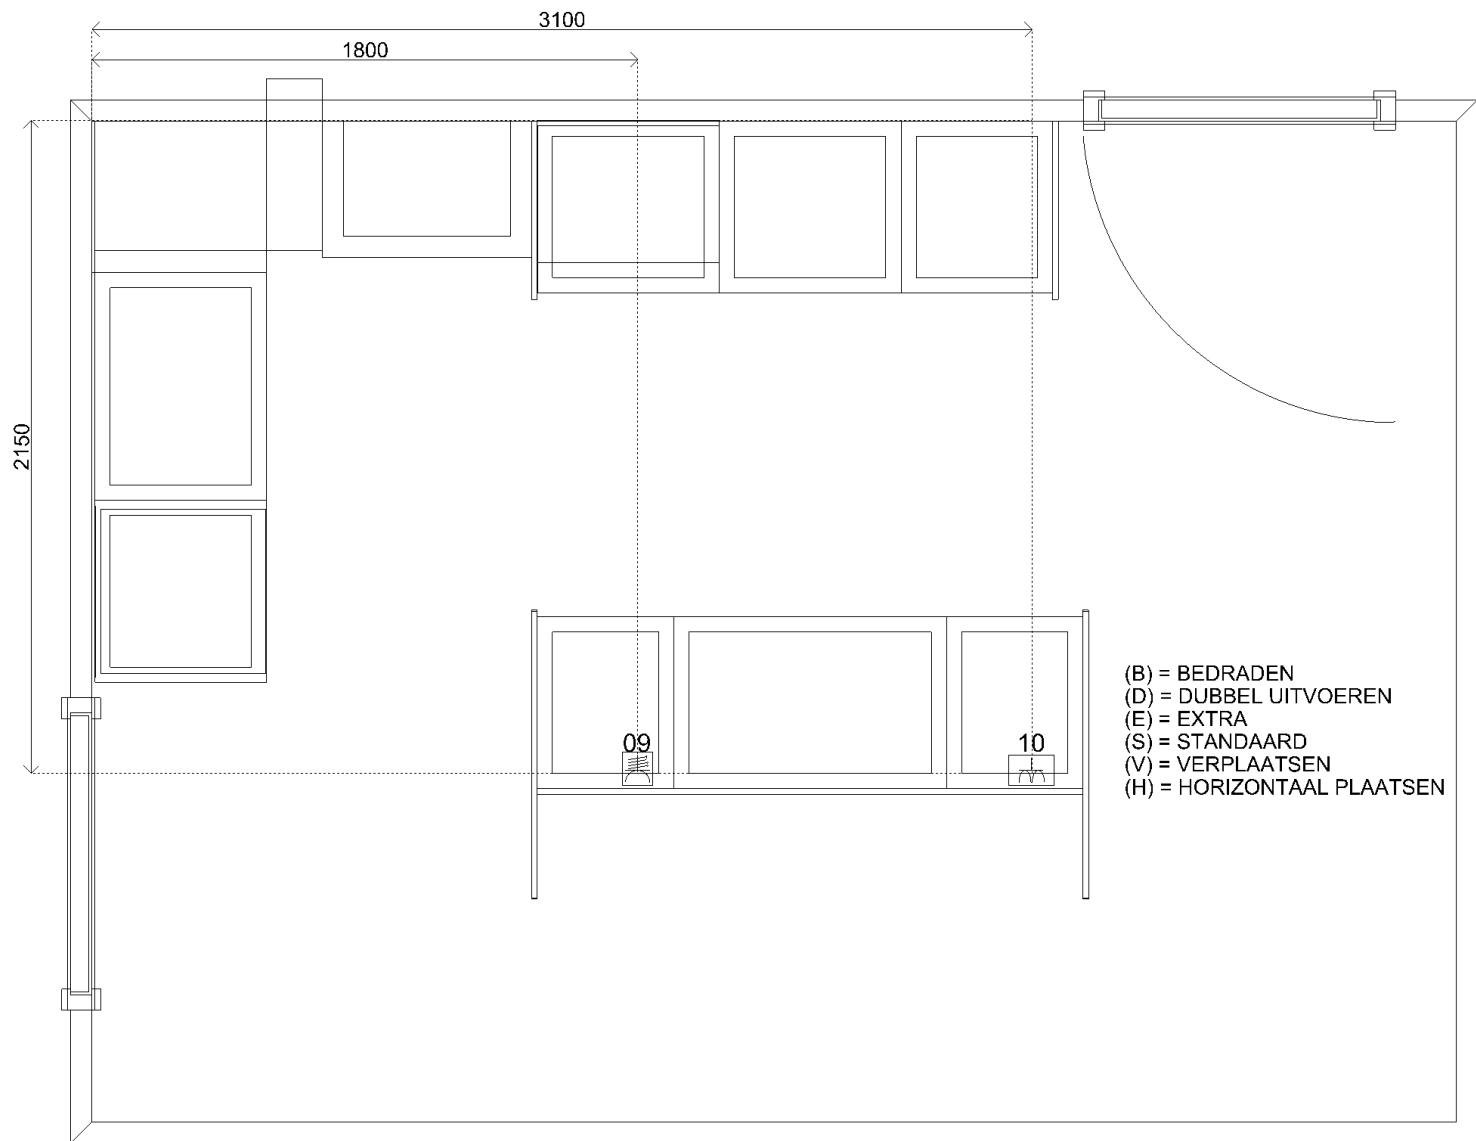 3100
1800
2150
09
10
(B) = BEDRADEN
(D) = DUBBEL UITVOEREN
(E) = EXTRA
(S) = STANDAARD
(V) = VERPLAATSEN
(H) = HORIZONTAAL PLAATSEN